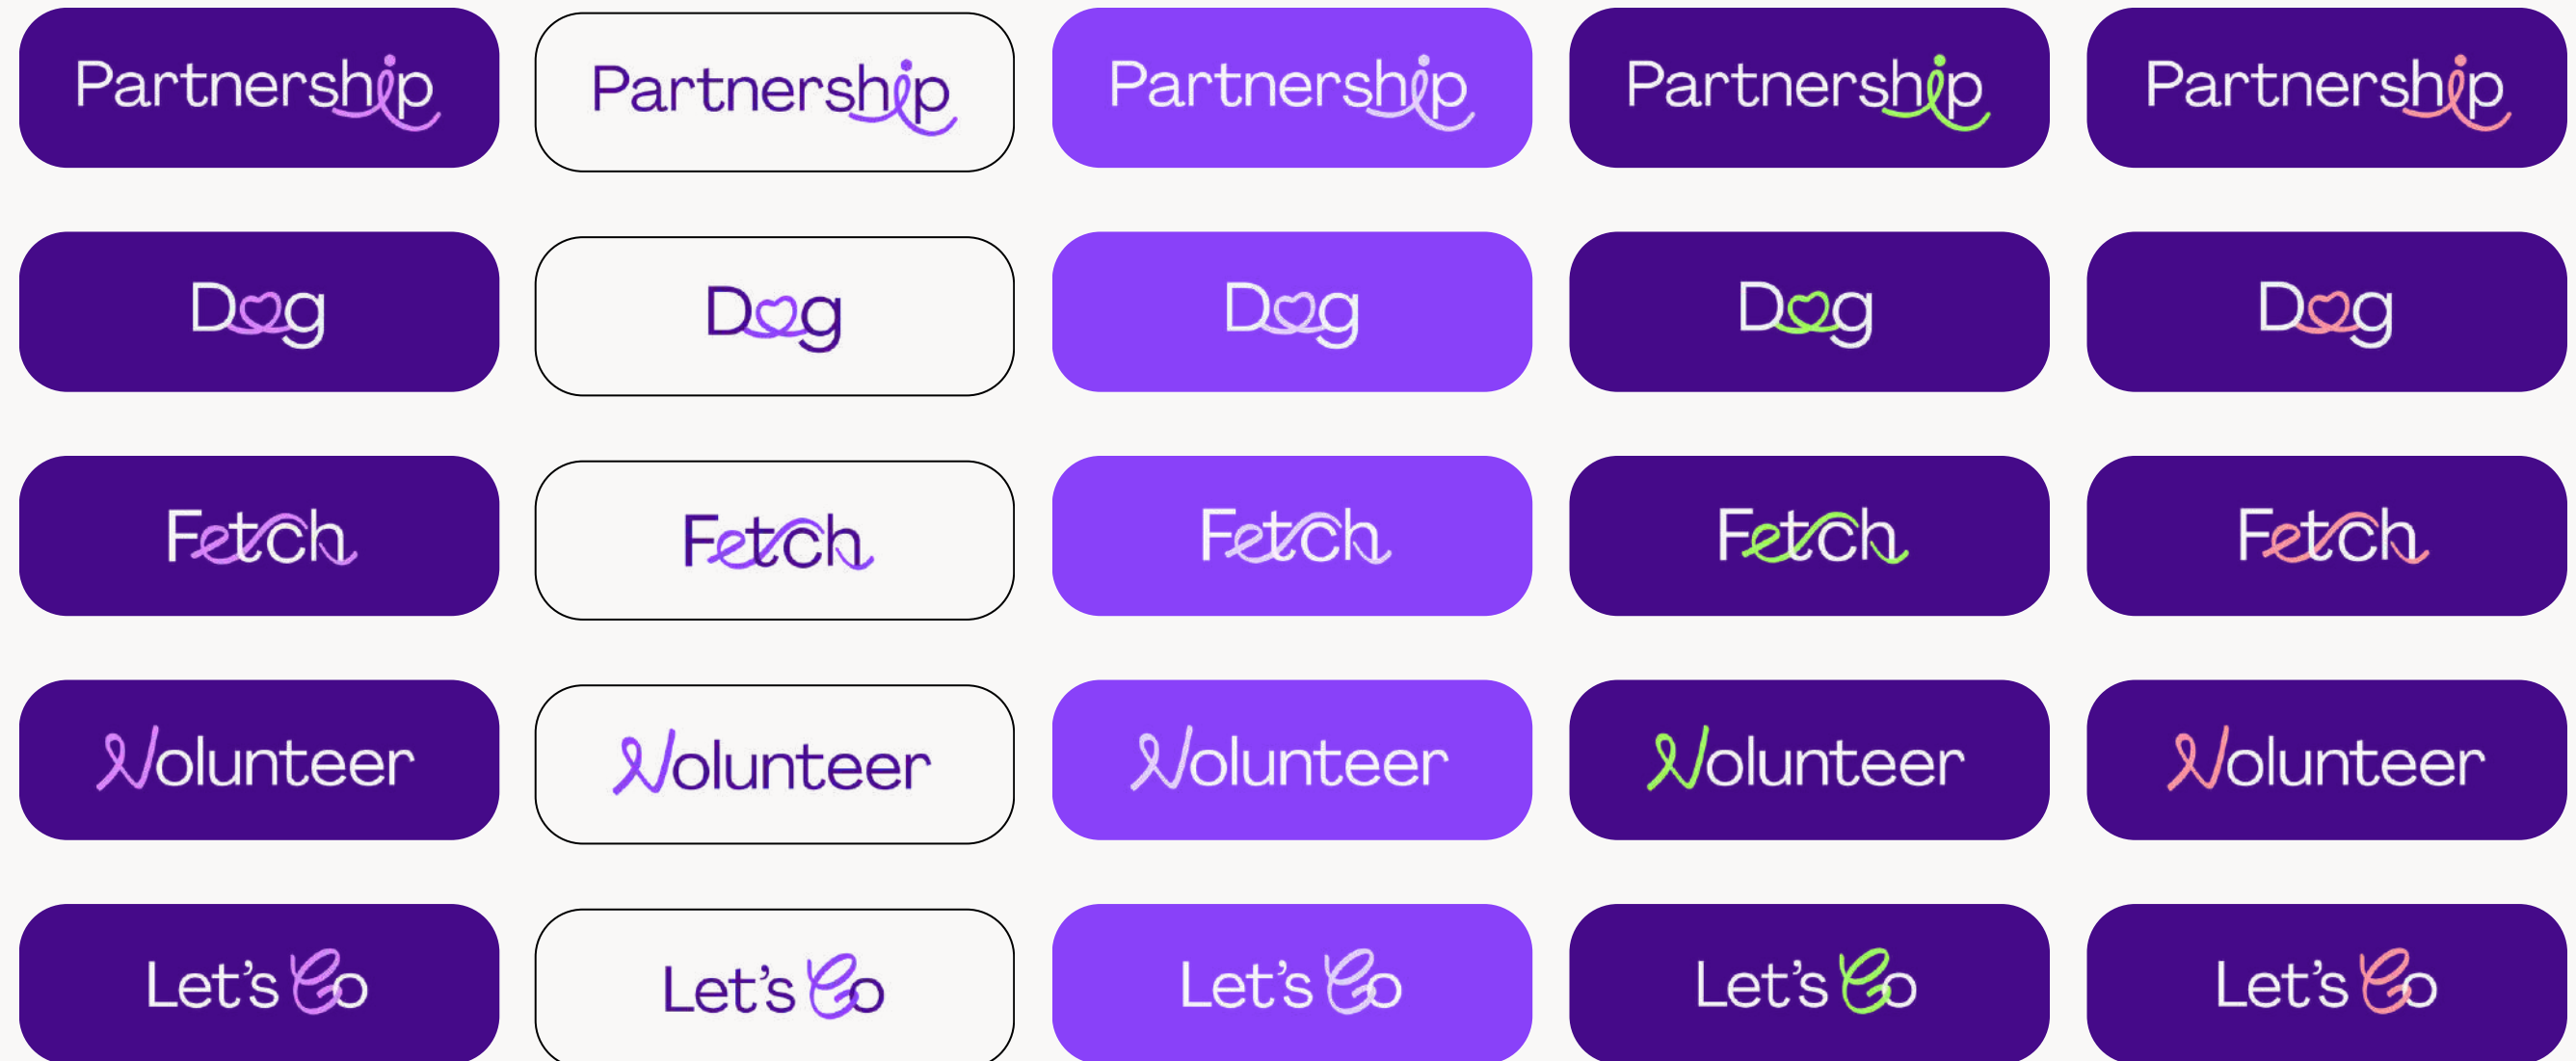 Partnership Partnership Partnership Partnership Partnership
Dog Dog Dog Dog Dog
Fetch Fetch Fetch Fetch Fetch
Volunteer Volunteer Volunteer Volunteer Volunteer
Let’s Go Let’s Go Let’s Go Let’s Go Let’s Go